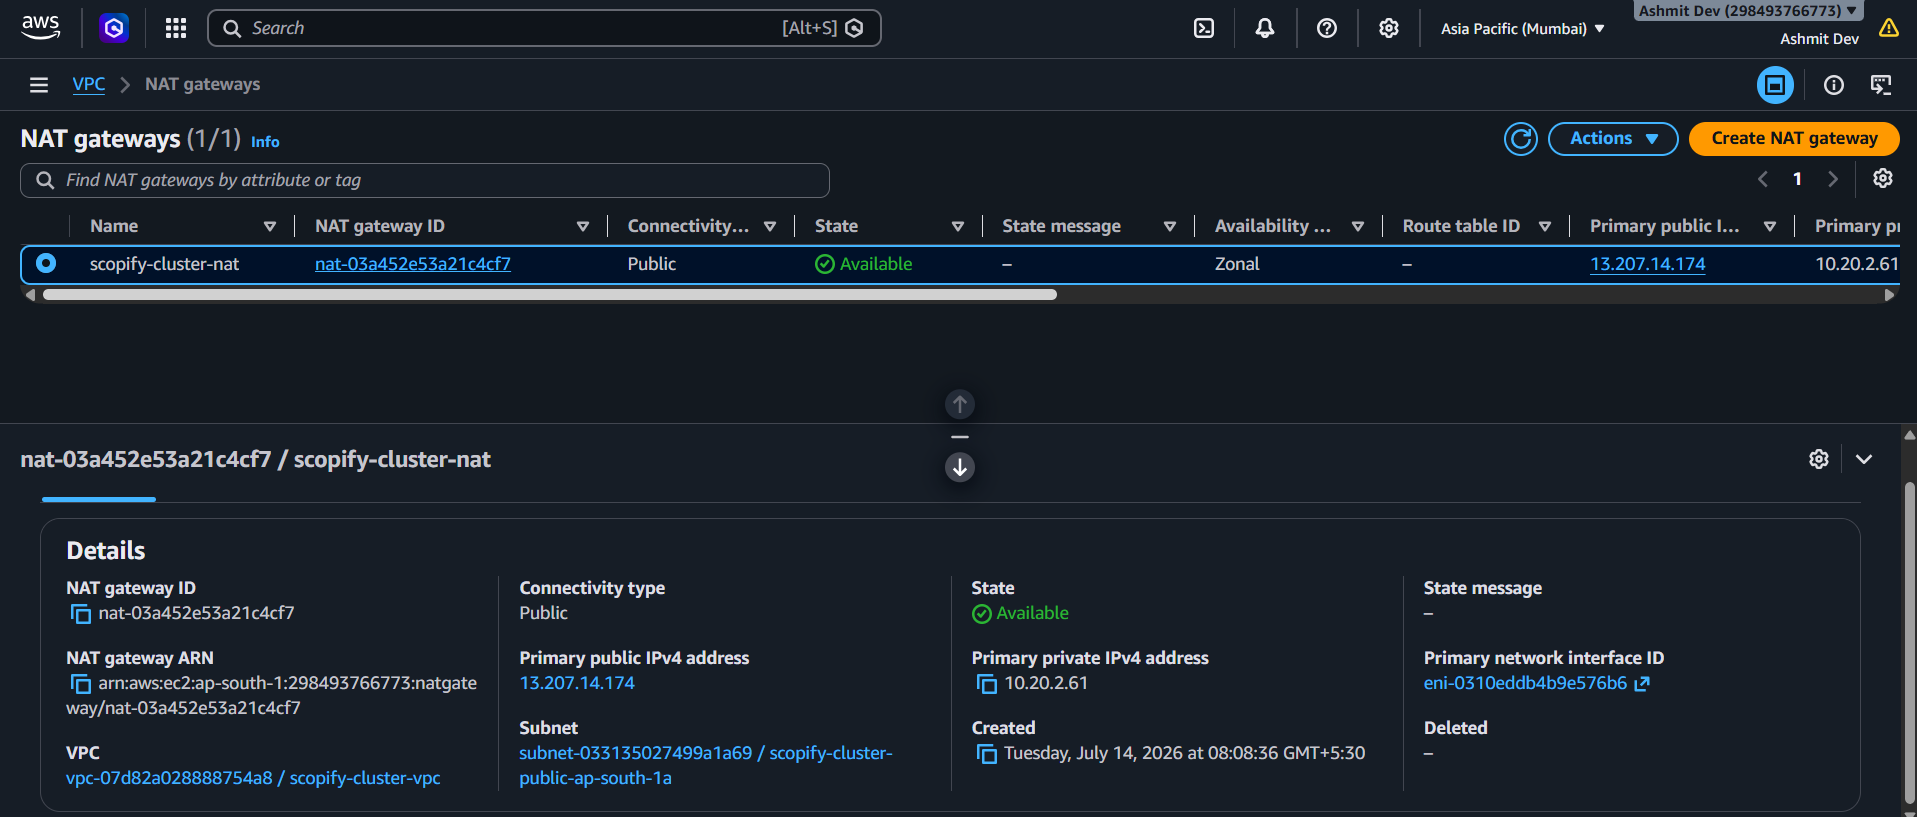 aws
Search
[Alt+S]
Asia Pacific (Mumbai)
Ashmit Dev (298493766773)
Ashmit Dev
VPC
NAT gateways
NAT gateways (1/1) Info
Actions
Create NAT gateway
Find NAT gateways by attribute or tag
1
Name NAT gateway ID Connectivity... State State message Availability ... Route table ID Primary public I... Primary pr
scopify-cluster-nat nat-03a452e53a21c4cf7 Public Available – Zonal – 13.207.14.174 10.20.2.61
nat-03a452e53a21c4cf7 / scopify-cluster-nat
Details
NAT gateway ID
nat-03a452e53a21c4cf7
NAT gateway ARN
arn:aws:ec2:ap-south-1:298493766773:natgate
way/nat-03a452e53a21c4cf7
VPC
vpc-07d82a028888754a8 / scopify-cluster-vpc
Connectivity type
Public
Primary public IPv4 address
13.207.14.174
Subnet
subnet-033135027499a1a69 / scopify-cluster-
public-ap-south-1a
State
Available
Primary private IPv4 address
10.20.2.61
Created
Tuesday, July 14, 2026 at 08:08:36 GMT+5:30
State message
–
Primary network interface ID
eni-0310eddb4b9e576b6
Deleted
–